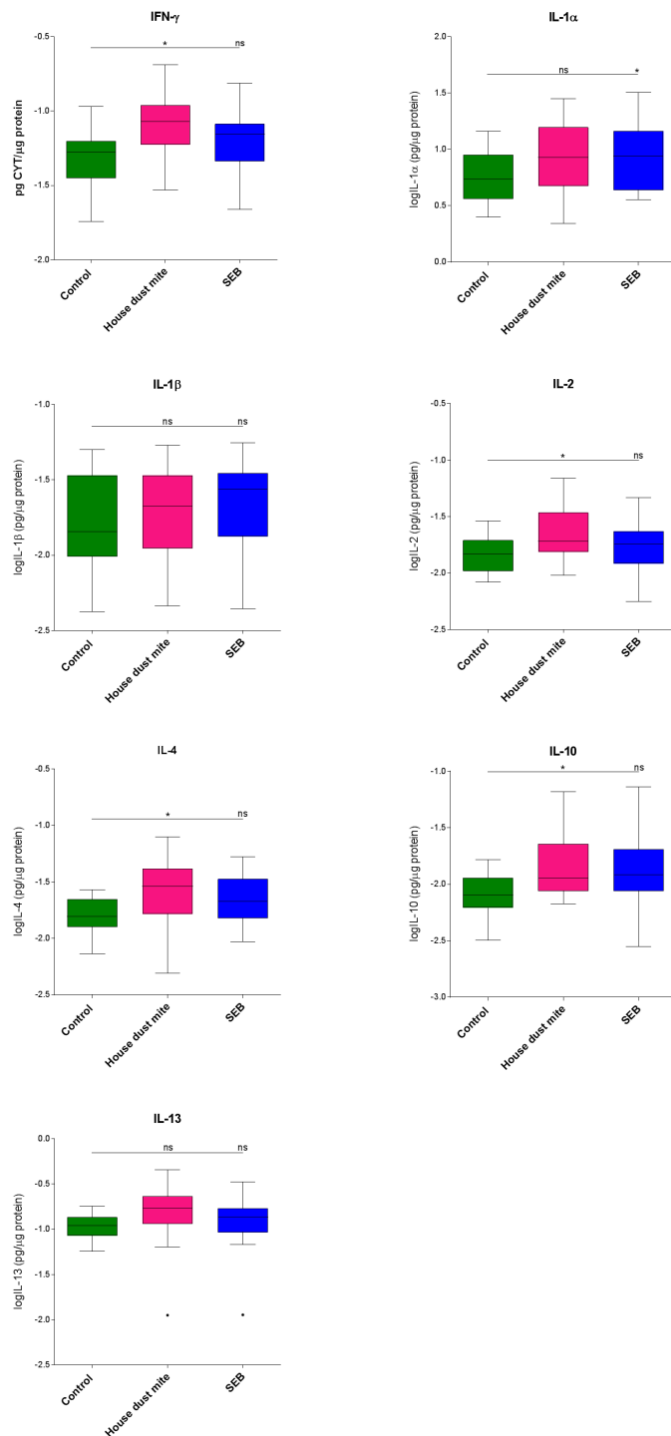 IFN-γ
-0.5
*
ns
-1.0
-1.5
-2.0
pg CYT/µg protein
Control
House dust mite
SEB
IL-1α
2.0
ns
*
1.5
1.0
0.5
0.0
logIL-1α (pg/µg protein)
Control
House dust mite
SEB
IL-1β
-1.0
ns
ns
-1.5
-2.0
-2.5
logIL-1β (pg/µg protein)
Control
House dust mite
SEB
IL-2
-0.5
-1.0
*
ns
-1.5
-2.0
-2.5
logIL-2 (pg/µg protein)
Control
House dust mite
SEB
IL-4
-0.5
*
ns
-1.0
-1.5
-2.0
-2.5
logIL-4 (pg/µg protein)
Control
House dust mite
SEB
IL-10
*
ns
-1.0
-1.5
-2.0
-2.5
-3.0
logIL-10 (pg/µg protein)
Control
House dust mite
SEB
IL-13
0.0
ns
ns
-0.5
-1.0
-1.5
-2.0
-2.5
logIL-13 (pg/µg protein)
Control
House dust mite
SEB